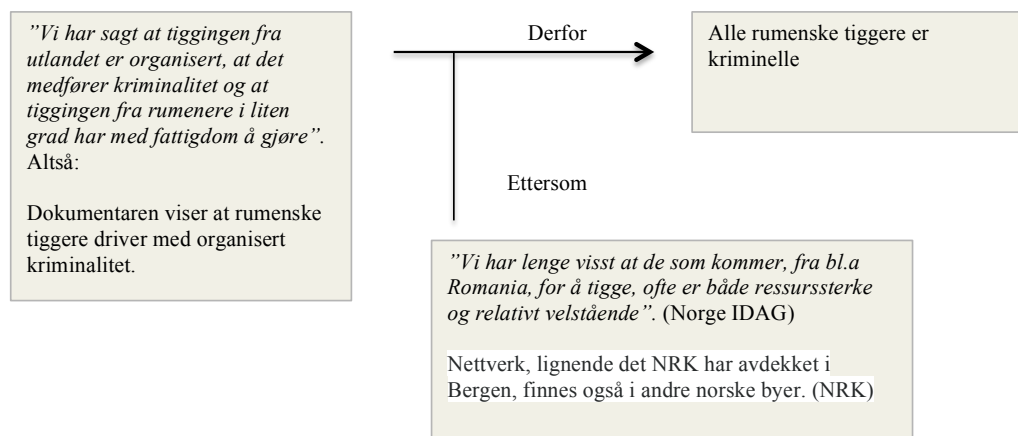 ”Vi har sagt at tiggingen fra
utlandet er organisert, at det
medfører kriminalitet og at
tiggingen fra rumenere i liten
grad har med fattigdom å gjøre”.
Altså:
Dokumentaren viser at rumenske
tiggere driver med organisert
kriminalitet.
Derfor
Alle rumenske tiggere er
kriminelle
Ettersom
”Vi har lenge visst at de som kommer, fra bl.a
Romania, for å tigge, ofte er både ressurssterke
og relativt velstående”. (Norge IDAG)
Nettverk, lignende det NRK har avdekket i
Bergen, finnes også i andre norske byer. (NRK)